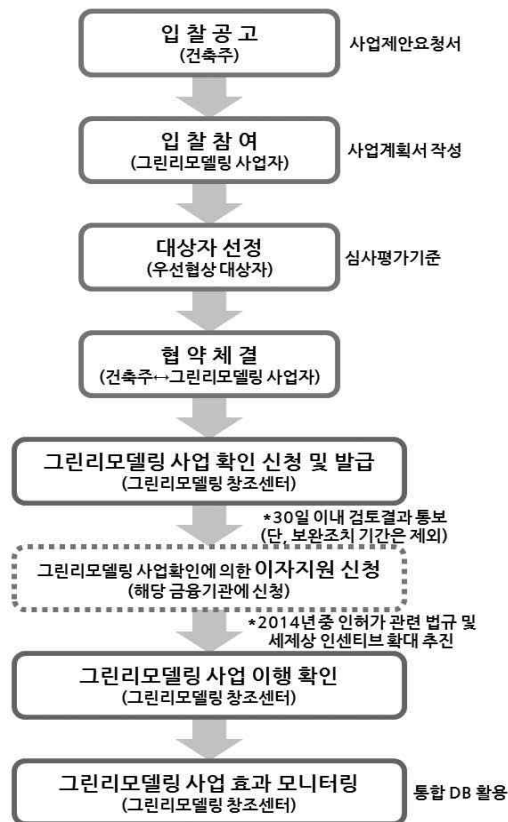 입 찰 공 고
(건축주)
사업제안요청서
입 찰 참 여
(그린리모델링 사업자)
사업계획서 작성
대상자 선정
(우선협상 대상자)
심사평가기준
협 약 체 결
(건축주↔그린리모델링 사업자)
그린리모델링 사업 확인 신청 및 발급
(그린리모델링 창조센터)
*30일 이내 검토결과 통보
(단, 보완조치 기간은 제외)
그린리모델링 사업확인에 의한 이자지원 신청
(해당 금융기관에 신청)
*2014년 중 인허가 관련 법규 및
세제상 인센티브 확대 추진
그린리모델링 사업 이행 확인
(그린리모델링 창조센터)
그린리모델링 사업 효과 모니터링
(그린리모델링 창조센터)
통합 DB 활용